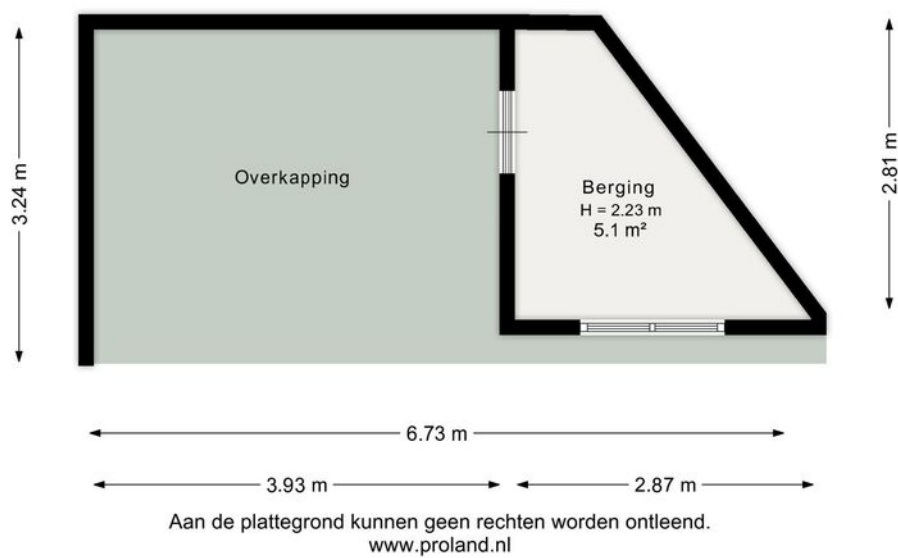 3.24 m
2.81 m
Overkapping
Berging
H = 2.23 m
5.1 m²
6.73 m
3.93 m
2.87 m
Aan de plattegrond kunnen geen rechten worden ontleend.
www.proland.nl